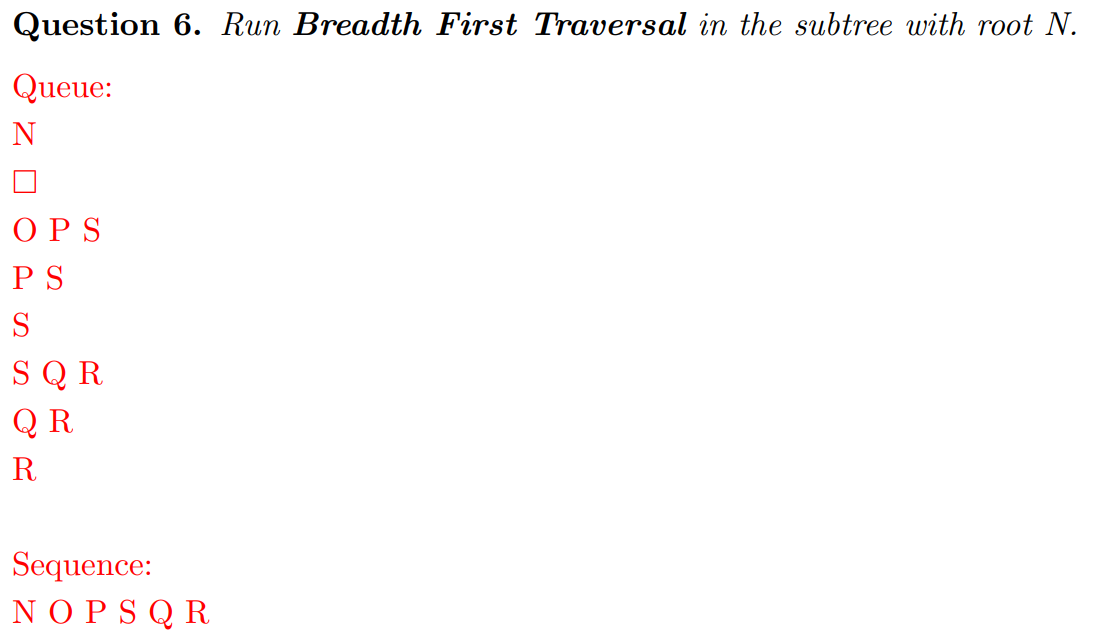 Question 6. Run Breadth First Traversal in the subtree with root N.
Queue:
N
□
O P S
P S
S
S Q R
Q R
R
Sequence:
N O P S Q R